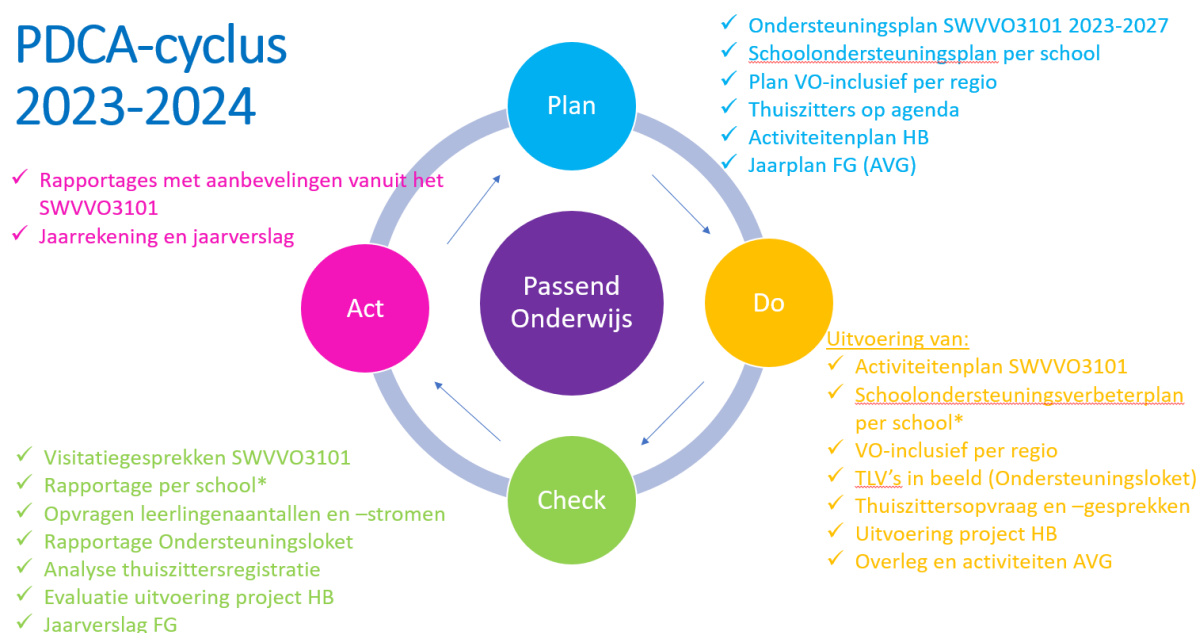 PDCA-cyclus
2023-2024
Plan
✓ Ondersteuningsplan SWVVO3101 2023-2027
✓ Schoolondersteuningsplan per school
✓ Plan VO-inclusief per regio
✓ Thuiszitters op agenda
✓ Activiteitenplan HB
✓ Jaarplan FG (AVG)
✓ Rapportages met aanbevelingen vanuit het
SWVVO3101
✓ Jaarrekening en jaarverslag
Act
Passend
Onderwijs
Do
Uitvoering van:
✓ Activiteitenplan SWVVO3101
✓ Schoolondersteuningsverbeterplan
per school*
✓ VO-inclusief per regio
✓ TLV's in beeld (Ondersteuningsloket)
✓ Thuiszittersopvraag en –gesprekken
✓ Uitvoering project HB
✓ Overleg en activiteiten AVG
Check
✓ Visitatiegesprekken SWVVO3101
✓ Rapportage per school*
✓ Opvragen leerlingenaantallen en –stromen
✓ Rapportage Ondersteuningsloket
✓ Analyse thuiszittersregistratie
✓ Evaluatie uitvoering project HB
✓ Jaarverslag FG